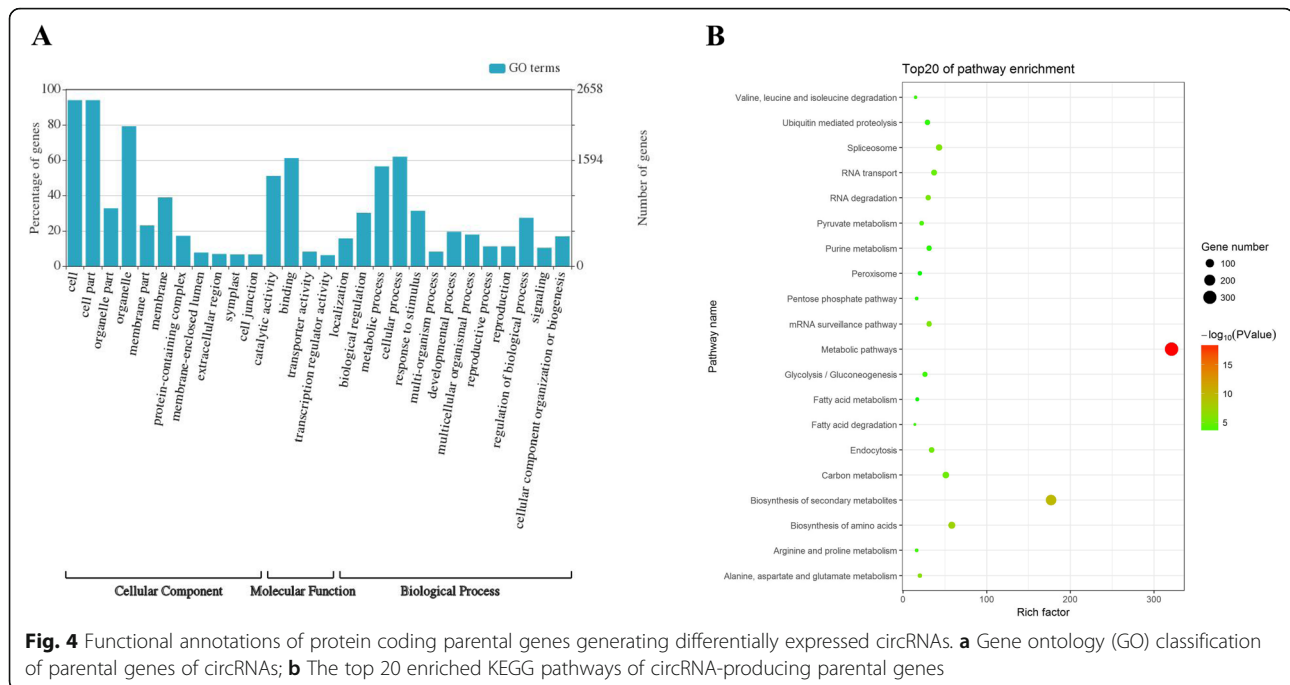 A
GO terms
Percentage of genes
100
80
60
40
20
0
2658
1594
0
Number of genes
cell
cell part
organelle part
organelle
membrane part
membrane
protein-containing complex
membrane-enclosed lumen
extracellular region
symplast
cell junction
catalytic activity
binding
transporter activity
transcription regulator activity
localization
biological regulation
metabolic process
cellular process
response to stimulus
multi-organism process
developmental process
multicellular organismal process
reproductive process
reproduction
regulation of biological process
signaling
cellular component organization or biogenesis
Cellular Component
Molecular Function
Biological Process
B
Top20 of pathway enrichment
Pathway name
Valine, leucine and isoleucine degradation
Ubiquitin mediated proteolysis
Spliceosome
RNA transport
RNA degradation
Pyruvate metabolism
Purine metabolism
Peroxisome
Pentose phosphate pathway
mRNA surveillance pathway
Metabolic pathways
Glycolysis / Gluconeogenesis
Fatty acid metabolism
Fatty acid degradation
Endocytosis
Carbon metabolism
Biosynthesis of secondary metabolites
Biosynthesis of amino acids
Arginine and proline metabolism
Alanine, aspartate and glutamate metabolism
0
100
200
300
Rich factor
Gene number
100
200
300
−log₁₀(PValue)
15
10
5
Fig. 4 Functional annotations of protein coding parental genes generating differentially expressed circRNAs. a Gene ontology (GO) classification
of parental genes of circRNAs; b The top 20 enriched KEGG pathways of circRNA-producing parental genes